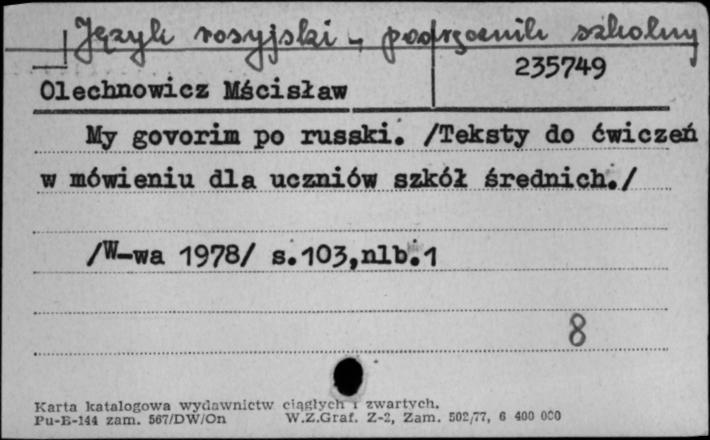 Język rosyjski - podręcznik szkolny
235749
Olechnowicz Mścisław
My govorim po russki. /Teksty do ćwiczeń
w mówieniu dla uczniów szkół średnich./
/W-wa 1978/ s.103,nlb.1
8
Karta katalogowa wydawnictw ciągłych i zwartych.
Pu-B-144 zam. 567/DW/On W.Z.Graf. Z-2, Zam. 502/77, 6 400 000